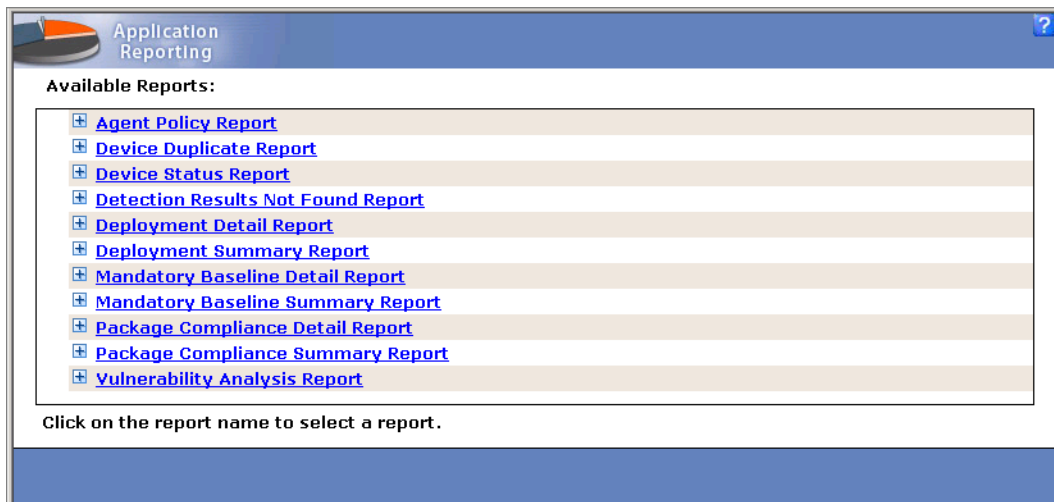 Application
Reporting
?
Available Reports:
Agent Policy Report
Device Duplicate Report
Device Status Report
Detection Results Not Found Report
Deployment Detail Report
Deployment Summary Report
Mandatory Baseline Detail Report
Mandatory Baseline Summary Report
Package Compliance Detail Report
Package Compliance Summary Report
Vulnerability Analysis Report
Click on the report name to select a report.